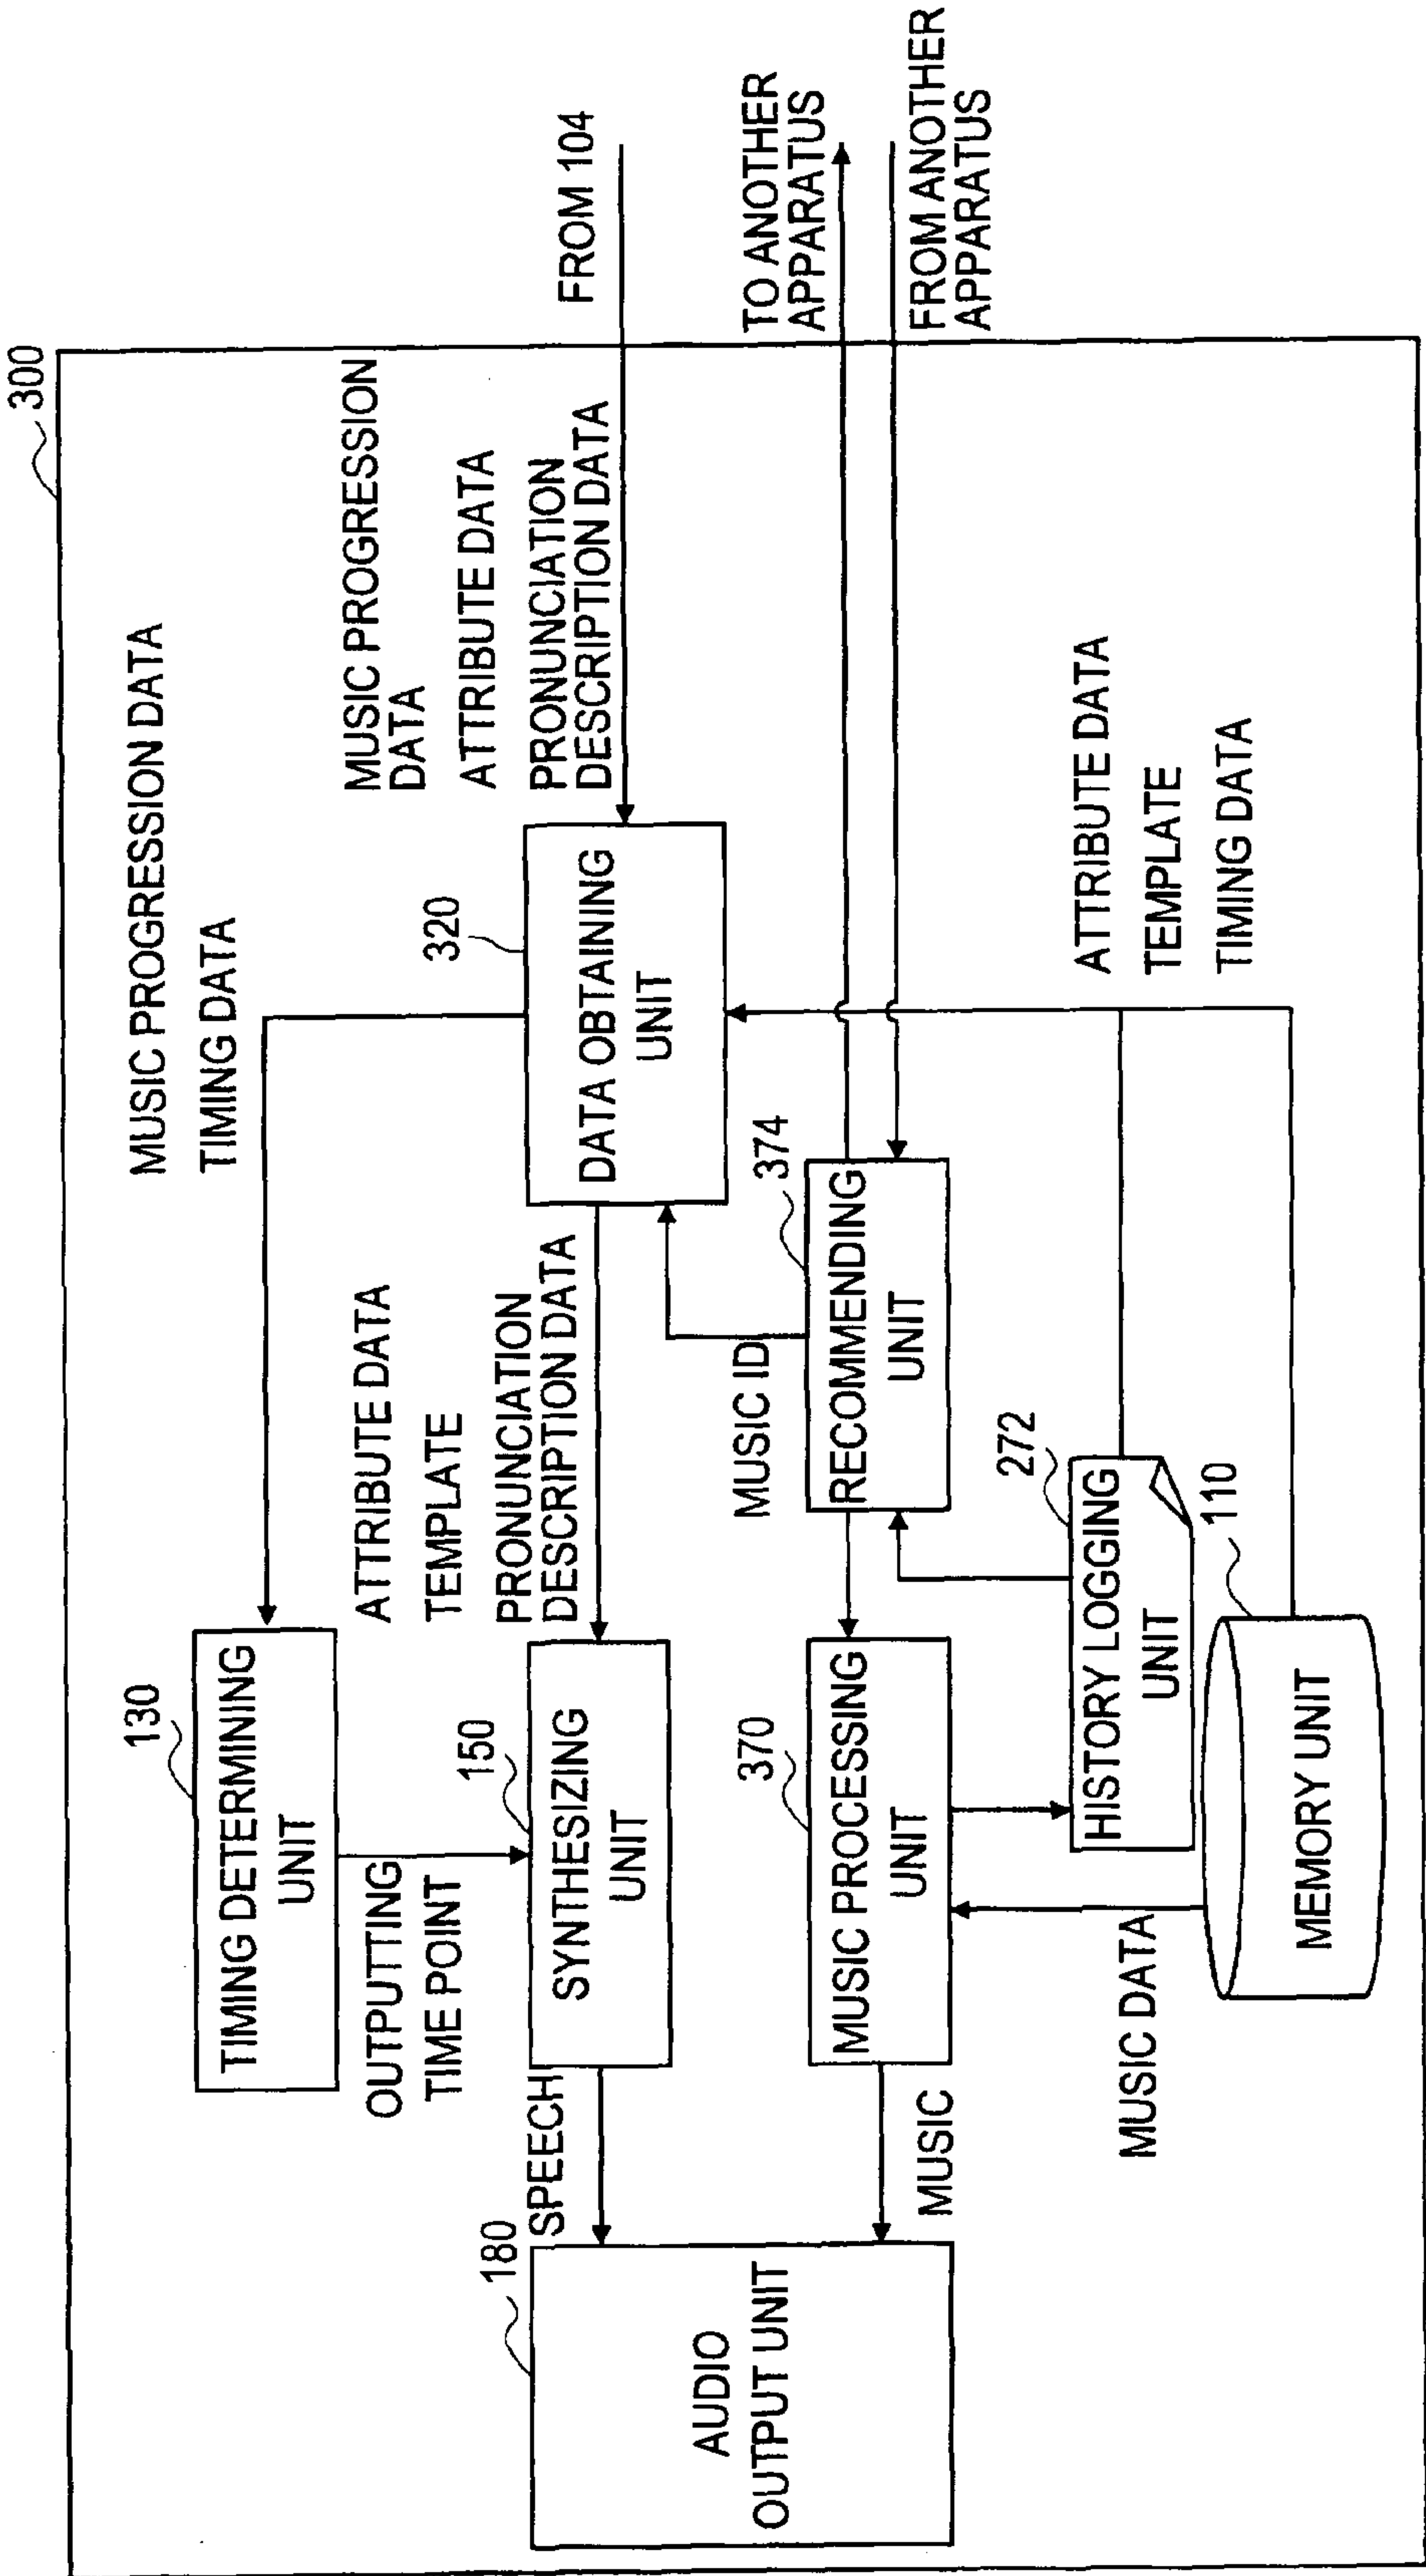 300
130
TIMING DETERMINING
UNIT
MUSIC PROGRESSION DATA
TIMING DATA
OUTPUTTING
TIME POINT
ATTRIBUTE DATA
TEMPLATE
PRONUNCIATION
DESCRIPTION DATA
MUSIC PROGRESSION
DATA
ATTRIBUTE DATA
PRONUNCIATION
DESCRIPTION DATA
FROM 104
180
AUDIO
OUTPUT UNIT
SPEECH
150
SYNTHESIZING
UNIT
320
DATA OBTAINING
UNIT
MUSIC
370
MUSIC PROCESSING
UNIT
MUSIC ID
374
RECOMMENDING
UNIT
TO ANOTHER
APPARATUS
FROM ANOTHER
APPARATUS
272
HISTORY LOGGING
UNIT
MUSIC DATA
110
MEMORY UNIT
ATTRIBUTE DATA
TEMPLATE
TIMING DATA